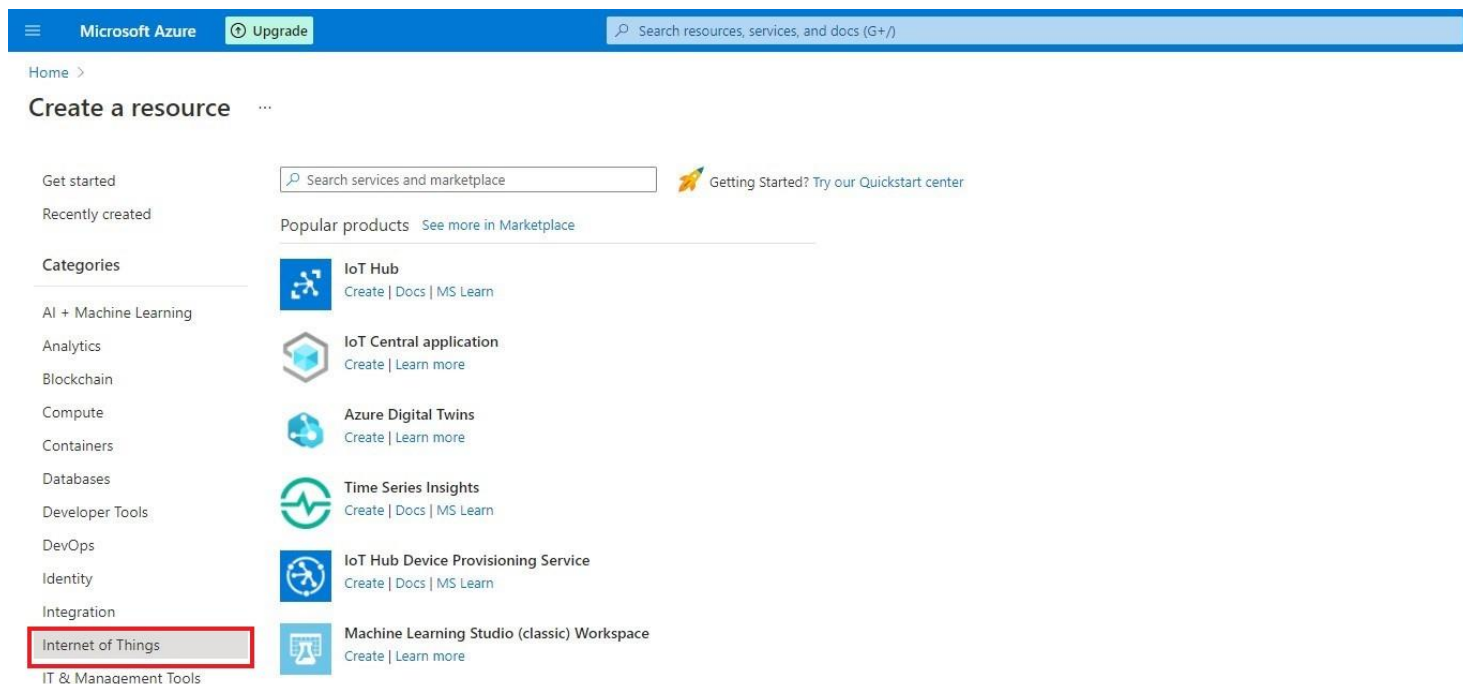 Microsoft Azure
Upgrade
Search resources, services, and docs (G+/)
Home >
Create a resource ...
Get started
Recently created
Categories
AI + Machine Learning
Analytics
Blockchain
Compute
Containers
Databases
Developer Tools
DevOps
Identity
Integration
Internet of Things
IT & Management Tools
Search services and marketplace
Getting Started? Try our Quickstart center
Popular products See more in Marketplace
IoT Hub
Create | Docs | MS Learn
IoT Central application
Create | Learn more
Azure Digital Twins
Create | Learn more
Time Series Insights
Create | Docs | MS Learn
IoT Hub Device Provisioning Service
Create | Docs | MS Learn
Machine Learning Studio (classic) Workspace
Create | Learn more